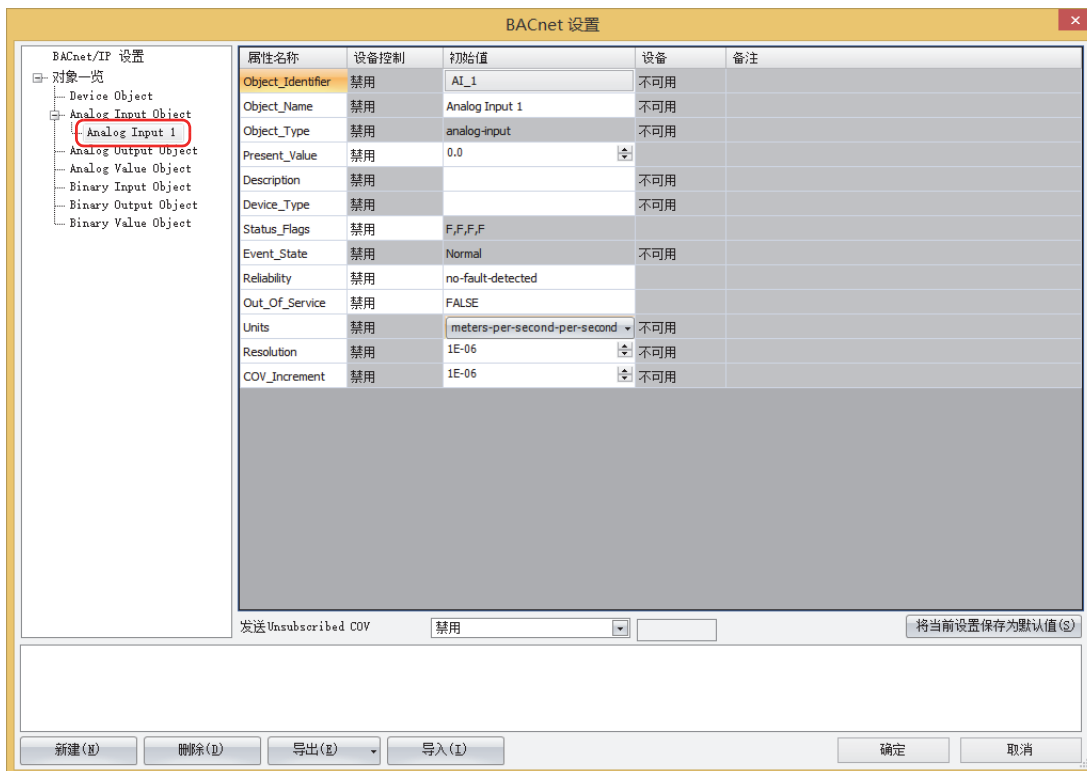 BACnet 设置
BACnet/IP 设置
对象一览
Device Object
Analog Input Object
Analog Input 1
Analog Output Object
Analog Value Object
Binary Input Object
Binary Output Object
Binary Value Object
属性名称 设备控制 初始值 设备 备注
Object_Identifier 禁用 AI_1 不可用
Object_Name 禁用 Analog Input 1 不可用
Object_Type 禁用 analog-input 不可用
Present_Value 禁用 0.0
Description 禁用 不可用
Device_Type 禁用 不可用
Status_Flags 禁用 F,F,F,F
Event_State 禁用 Normal 不可用
Reliability 禁用 no-fault-detected
Out_Of_Service 禁用 FALSE
Units 禁用 meters-per-second-per-second 不可用
Resolution 禁用 1E-06 不可用
COV_Increment 禁用 1E-06 不可用
发送Unsubscribed COV 禁用 将当前设置保存为默认值(S)
新建(N) 删除(D) 导出(E) 导入(I) 确定 取消